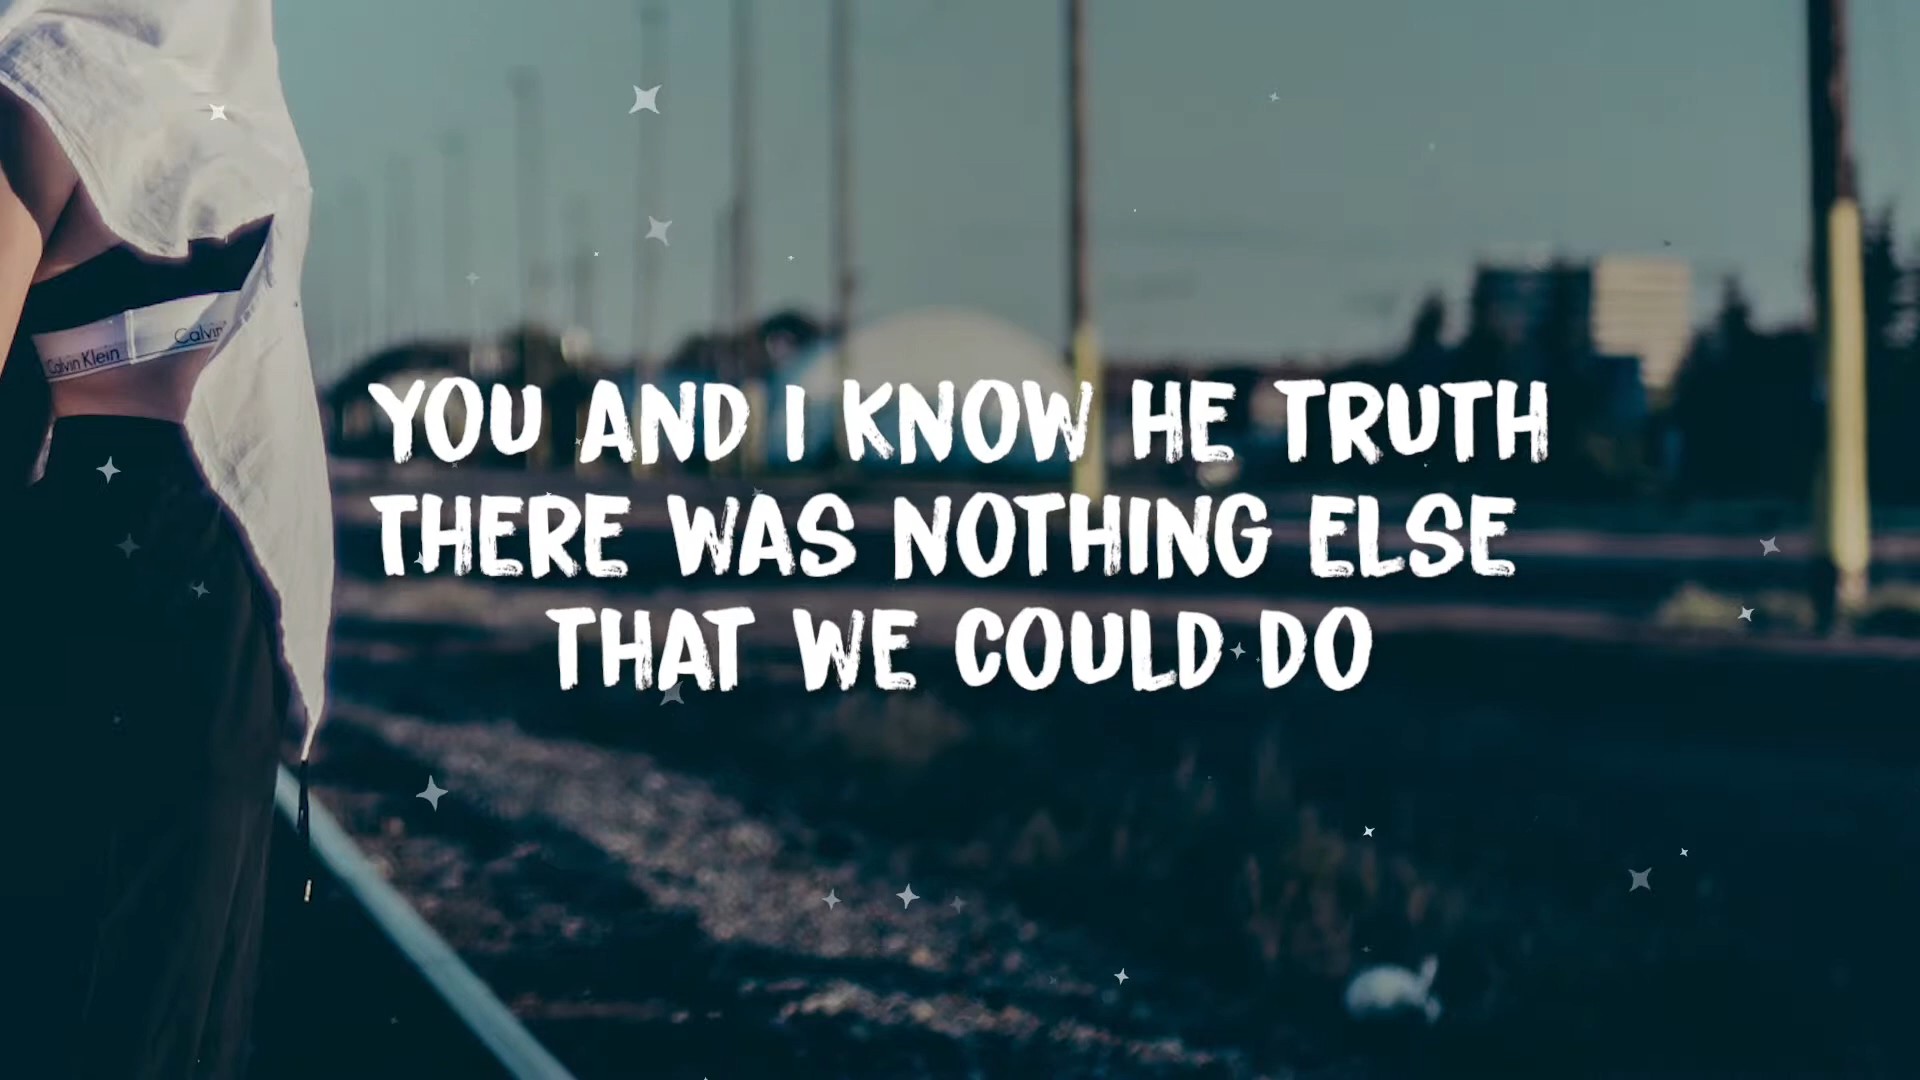 Calvin
Calvin Klein
YOU AND I KNOW HE TRUTH
THERE WAS NOTHING ELSE
THAT WE COULD DO